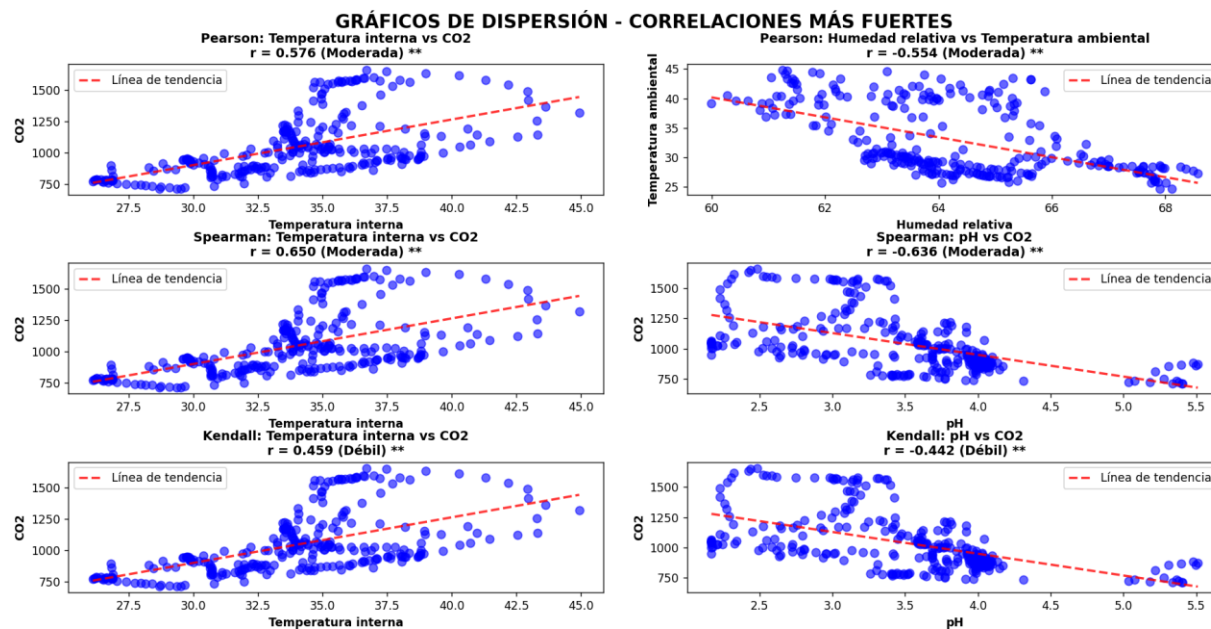 GRÁFICOS DE DISPERSIÓN - CORRELACIONES MÁS FUERTES
Pearson: Temperatura interna vs CO2
r = 0.576 (Moderada) **
Línea de tendencia
CO2
1500
1250
1000
750
27.5 30.0 32.5 35.0 37.5 40.0 42.5 45.0
Temperatura interna
Pearson: Humedad relativa vs Temperatura ambiental
r = -0.554 (Moderada) **
Línea de tendencia
Temperatura ambiental
45
40
35
30
25
60 62 64 66 68
Humedad relativa
Spearman: Temperatura interna vs CO2
r = 0.650 (Moderada) **
Línea de tendencia
CO2
1500
1250
1000
750
27.5 30.0 32.5 35.0 37.5 40.0 42.5 45.0
Temperatura interna
Spearman: pH vs CO2
r = -0.636 (Moderada) **
Línea de tendencia
CO2
1500
1250
1000
750
2.5 3.0 3.5 4.0 4.5 5.0 5.5
pH
Kendall: Temperatura interna vs CO2
r = 0.459 (Débil) **
Línea de tendencia
CO2
1500
1250
1000
750
27.5 30.0 32.5 35.0 37.5 40.0 42.5 45.0
Temperatura interna
Kendall: pH vs CO2
r = -0.442 (Débil) **
Línea de tendencia
CO2
1500
1250
1000
750
2.5 3.0 3.5 4.0 4.5 5.0 5.5
pH